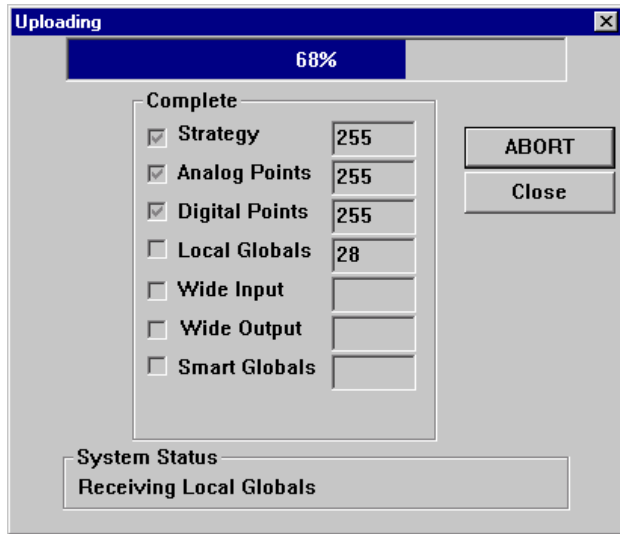 Uploading
68%
Complete
Strategy 255
Analog Points 255
Digital Points 255
Local Globals 28
Wide Input
Wide Output
Smart Globals
ABORT
Close
System Status
Receiving Local Globals